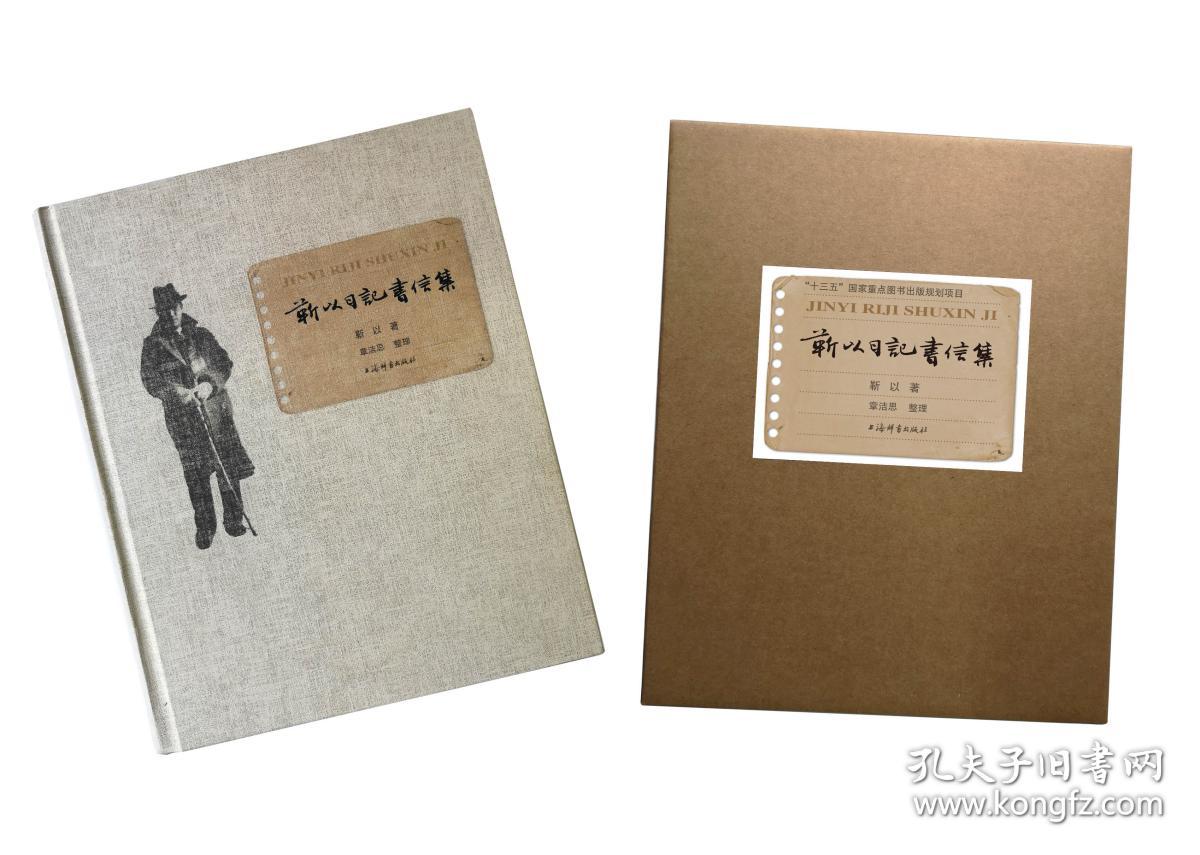 JINYI RIJI SHUXIN JI
靳以日記書信集
靳 以 著
章洁思 整理
上海辞书出版社
“十三五”国家重点图书出版规划项目
JINYI RIJI SHUXIN JI
靳以日記書信集
靳 以 著
章洁思 整理
上海辞书出版社
孔夫子旧书网
www.kongfz.com